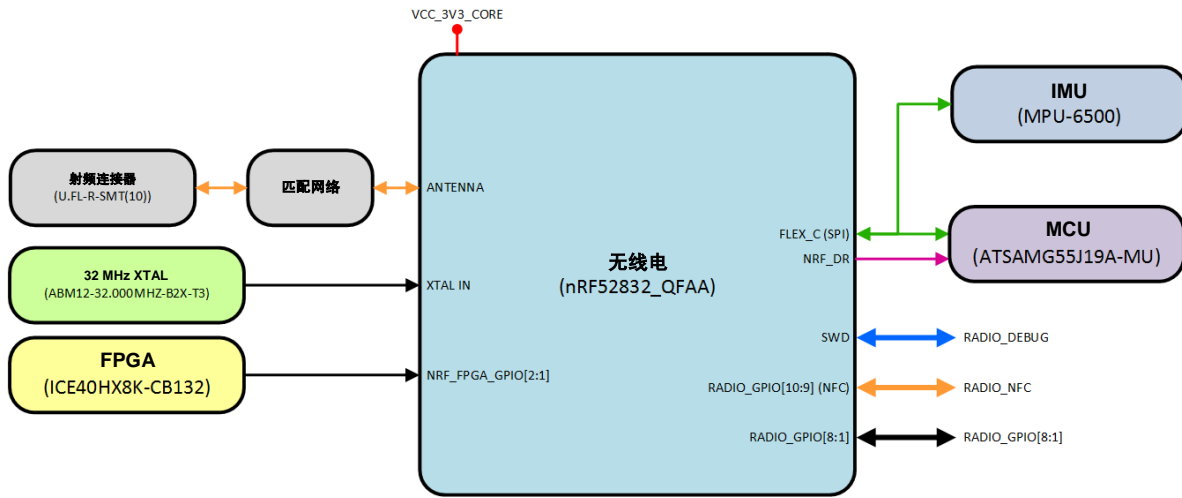 VCC_3V3_CORE
IMU
(MPU-6500)
射频连接器
(U.FL-R-SMT(10))
匹配网络
ANTENNA
FLEX_C (SPI)
NRF_DR
MCU
(ATSAMG55J19A-MU)
无线电
(nRF52832_QFAA)
32 MHz XTAL
(ABM12-32.000MHZ-B2X-T3)
XTAL IN
FPGA
(ICE40HX8K-CB132)
NRF_FPGA_GPIO[2:1]
SWD
RADIO_DEBUG
RADIO_GPIO[10:9] (NFC)
RADIO_NFC
RADIO_GPIO[8:1]
RADIO_GPIO[8:1]